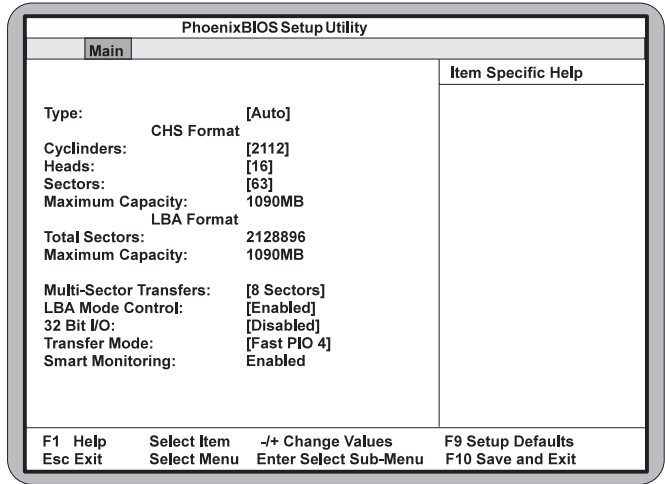 PhoenixBIOS Setup Utility
Main
Item Specific Help
Type: [Auto]
CHS Format
Cyclinders: [2112]
Heads: [16]
Sectors: [63]
Maximum Capacity: 1090MB
LBA Format
Total Sectors: 2128896
Maximum Capacity: 1090MB
Multi-Sector Transfers: [8 Sectors]
LBA Mode Control: [Enabled]
32 Bit I/O: [Disabled]
Transfer Mode: [Fast PIO 4]
Smart Monitoring: Enabled
F1 Help Select Item -/+ Change Values F9 Setup Defaults
Esc Exit Select Menu Enter Select Sub-Menu F10 Save and Exit